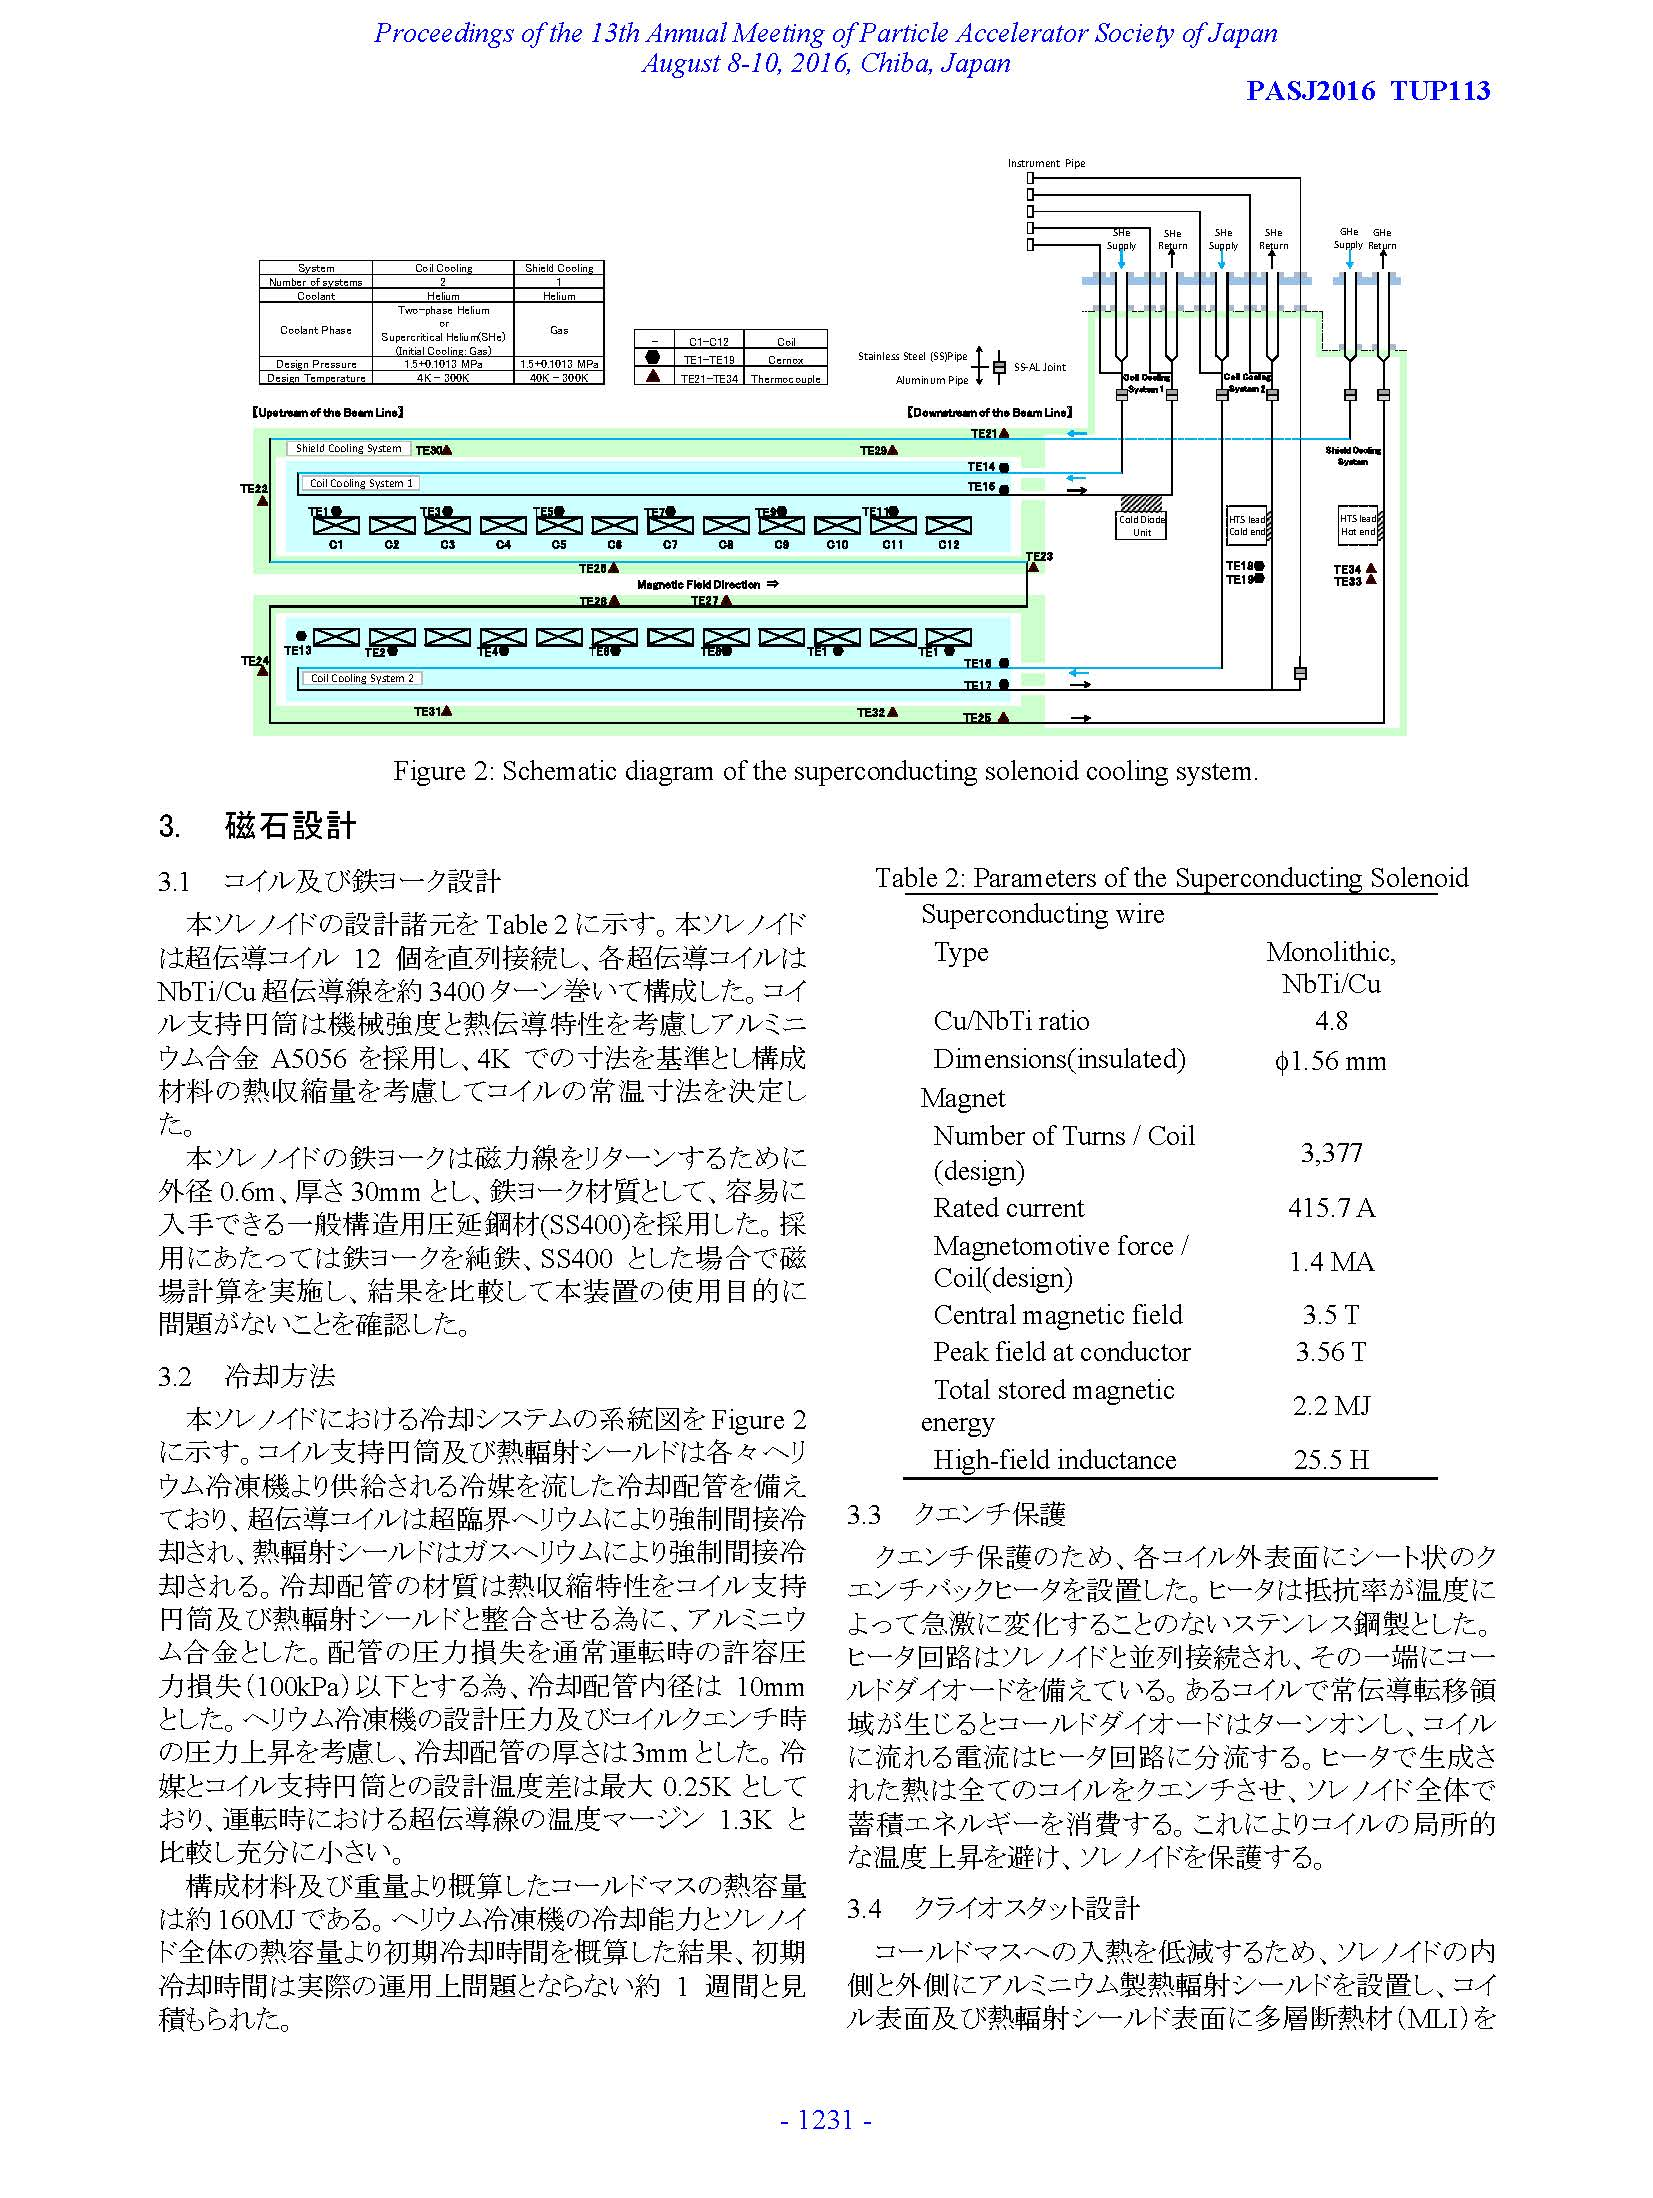 Proceedings of the 13th Annual Meeting of Particle Accelerator Society of Japan
August 8-10, 2016, Chiba, Japan
PASJ2016 TUP113
Instrument Pipe
SHe Supply
SHe Return
SHe Supply
SHe Return
GHe Supply
GHe Return
System Coil Cooling Shield Cooling
Number of systems 2 1
Coolant Helium Helium
Coolant Phase
Two-phase Helium
or
Supercritical Helium(SHe)
(Initial Cooling: Gas)
Gas
Design Pressure 1.5+0.1013 MPa 1.5+0.1013 MPa
Design Temperature 4K - 300K 40K - 300K
- C1-C12 Coil
● TE1-TE19 Cernox
▲ TE21-TE34 Thermocouple
Stainless Steel (SS)Pipe
Aluminum Pipe
SS-AL Joint
Coil Cooling System 1
Coil Cooling System 2
【Upstream of the Beam Line】
【Downstream of the Beam Line】
TE21
Shield Cooling System
TE30
TE29
Shield Cooling System
TE14
TE22
Coil Cooling System 1
TE15
TE1
TE3
TE5
TE7
TE9
TE11
Cold Diode Unit
HTS lead Cold end
HTS lead Hot end
C1 C2 C3 C4 C5 C6 C7 C8 C9 C10 C11 C12
TE23
TE18
TE19
TE34
TE33
Magnetic Field Direction ⇒
TE26
TE27
TE13
TE2
TE4
TE6
TE8
TE1
TE1
TE24
TE16
Coil Cooling System 2
TE17
TE31
TE32
TE25
Figure 2: Schematic diagram of the superconducting solenoid cooling system.
3. 磁石設計
3.1 コイル及び鉄ヨーク設計
本ソレノイドの設計諸元を Table 2 に示す。本ソレノイド
は超伝導コイル 12 個を直列接続し、各超伝導コイルは
NbTi/Cu 超伝導線を約 3400 ターン巻いて構成した。コイ
ル支持円筒は機械強度と熱伝導特性を考慮しアルミニ
ウム合金 A5056 を採用し、4K での寸法を基準とし構成
材料の熱収縮量を考慮してコイルの常温寸法を決定し
た。
本ソレノイドの鉄ヨークは磁力線をリターンするために
外径 0.6m、厚さ 30mm とし、鉄ヨーク材質として、容易に
入手できる一般構造用圧延鋼材(SS400)を採用した。採
用にあたっては鉄ヨークを純鉄、SS400 とした場合で磁
場計算を実施し、結果を比較して本装置の使用目的に
問題がないことを確認した。
3.2 冷却方法
本ソレノイドにおける冷却システムの系統図を Figure 2
に示す。コイル支持円筒及び熱輻射シールドは各々ヘリ
ウム冷凍機より供給される冷媒を流した冷却配管を備え
ており、超伝導コイルは超臨界ヘリウムにより強制間接冷
却され、熱輻射シールドはガスヘリウムにより強制間接冷
却される。冷却配管の材質は熱収縮特性をコイル支持
円筒及び熱輻射シールドと整合させる為に、アルミニウ
ム合金とした。配管の圧力損失を通常運転時の許容圧
力損失(100kPa)以下とする為、冷却配管内径は 10mm
とした。ヘリウム冷凍機の設計圧力及びコイルクエンチ時
の圧力上昇を考慮し、冷却配管の厚さは 3mm とした。冷
媒とコイル支持円筒との設計温度差は最大 0.25K として
おり、運転時における超伝導線の温度マージン 1.3K と
比較し充分に小さい。
構成材料及び重量より概算したコールドマスの熱容量
は約 160MJ である。ヘリウム冷凍機の冷却能力とソレノイ
ド全体の熱容量より初期冷却時間を概算した結果、初期
冷却時間は実際の運用上問題とならない約 1 週間と見
積もられた。
Table 2: Parameters of the Superconducting Solenoid
Superconducting wire
Type Monolithic, NbTi/Cu
Cu/NbTi ratio 4.8
Dimensions(insulated) ϕ1.56 mm
Magnet
Number of Turns / Coil (design) 3,377
Rated current 415.7 A
Magnetomotive force / Coil(design) 1.4 MA
Central magnetic field 3.5 T
Peak field at conductor 3.56 T
Total stored magnetic energy 2.2 MJ
High-field inductance 25.5 H
3.3 クエンチ保護
クエンチ保護のため、各コイル外表面にシート状のク
エンチバックヒータを設置した。ヒータは抵抗率が温度に
よって急激に変化することのないステンレス鋼製とした。
ヒータ回路はソレノイドと並列接続され、その一端にコー
ルドダイオードを備えている。あるコイルで常伝導転移領
域が生じるとコールドダイオードはターンオンし、コイル
に流れる電流はヒータ回路に分流する。ヒータで生成さ
れた熱は全てのコイルをクエンチさせ、ソレノイド全体で
蓄積エネルギーを消費する。これによりコイルの局所的
な温度上昇を避け、ソレノイドを保護する。
3.4 クライオスタット設計
コールドマスへの入熱を低減するため、ソレノイドの内
側と外側にアルミニウム製熱輻射シールドを設置し、コイ
ル表面及び熱輻射シールド表面に多層断熱材(MLI)を
- 1231 -